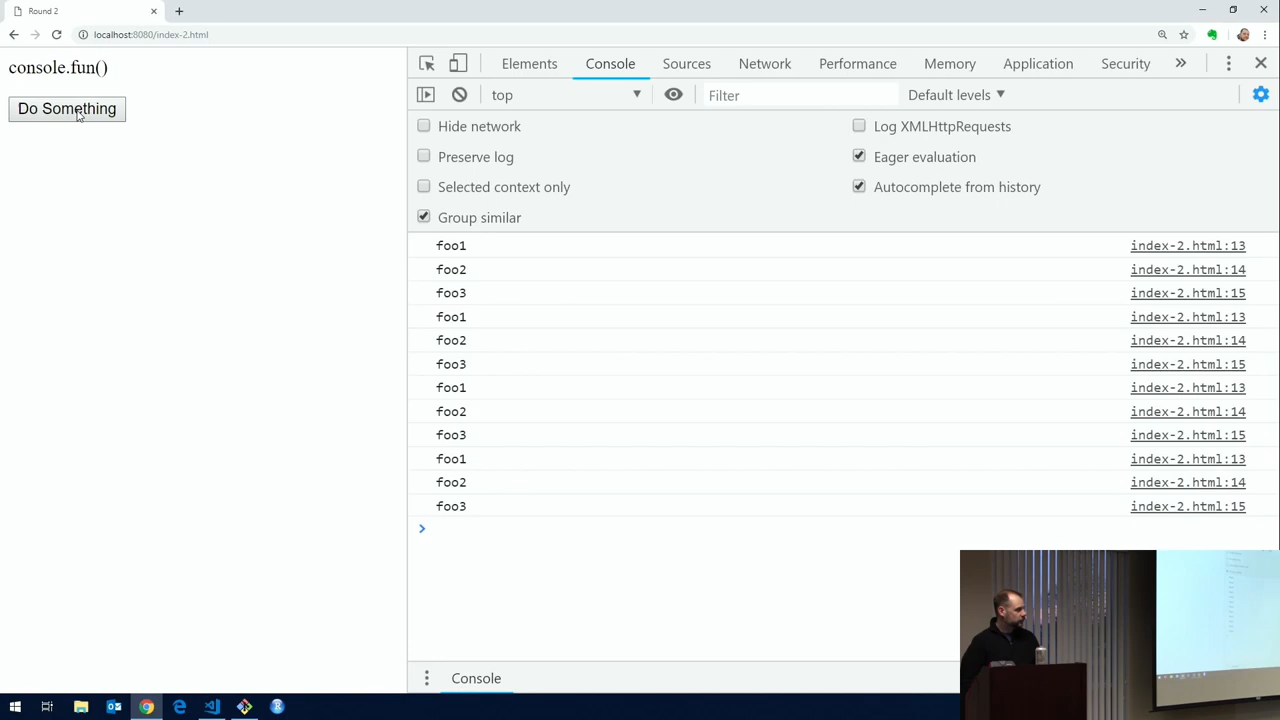 Round 2
localhost:8080/index-2.html
console.fun()
Do Something
Elements Console Sources Network Performance Memory Application Security
top Filter Default levels
Hide network Log XMLHttpRequests
Preserve log Eager evaluation
Selected context only Autocomplete from history
Group similar
foo1 index-2.html:13
foo2 index-2.html:14
foo3 index-2.html:15
foo1 index-2.html:13
foo2 index-2.html:14
foo3 index-2.html:15
foo1 index-2.html:13
foo2 index-2.html:14
foo3 index-2.html:15
foo1 index-2.html:13
foo2 index-2.html:14
foo3 index-2.html:15
Console